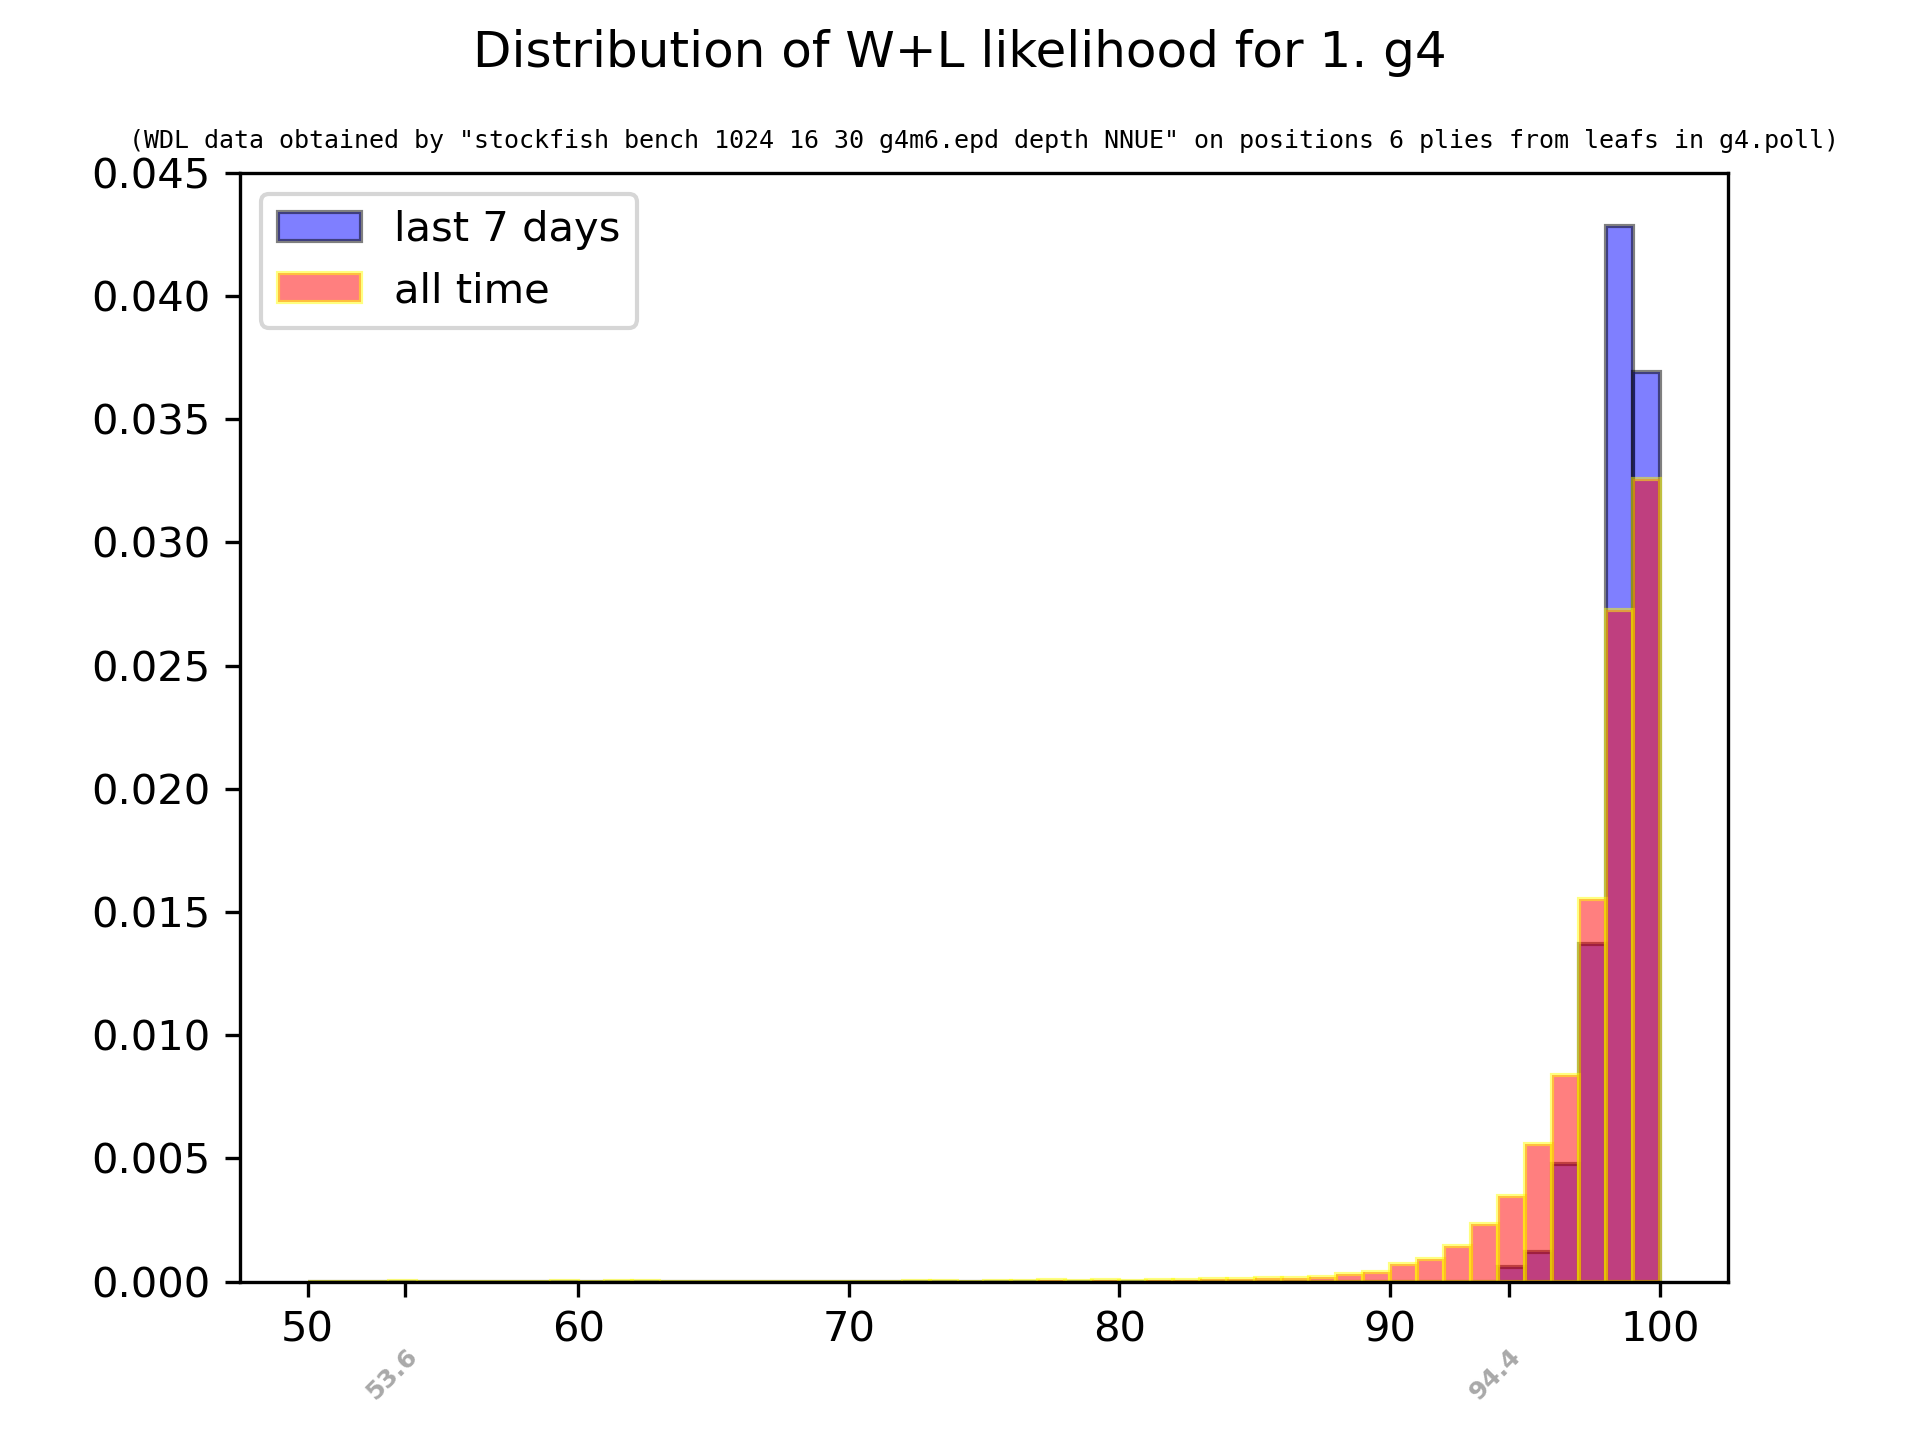 Distribution of W+L likelihood for 1. g4
(WDL data obtained by "stockfish bench 1024 16 30 g4m6.epd depth NNUE" on positions 6 plies from leafs in g4.poll)
0.045
last 7 days
all time
0.040
0.035
0.030
0.025
0.020
0.015
0.010
0.005
0.000
50 60 70 80 90 100
53.6 94.4